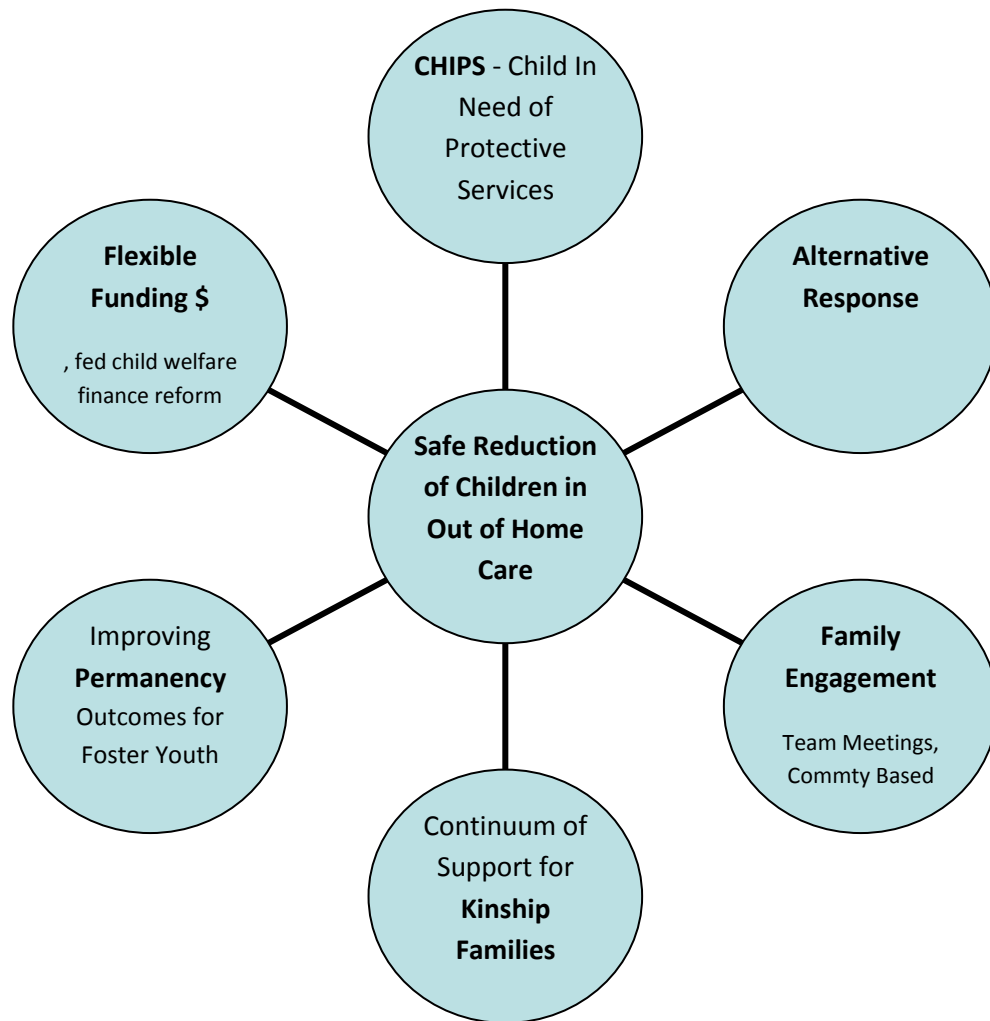 CHIPS - Child In
Need of
Protective
Services
Flexible
Funding $
, fed child welfare
finance reform
Alternative
Response
Safe Reduction
of Children in
Out of Home
Care
Improving
Permanency
Outcomes for
Foster Youth
Family
Engagement
Team Meetings,
Commty Based
Continuum of
Support for
Kinship
Families